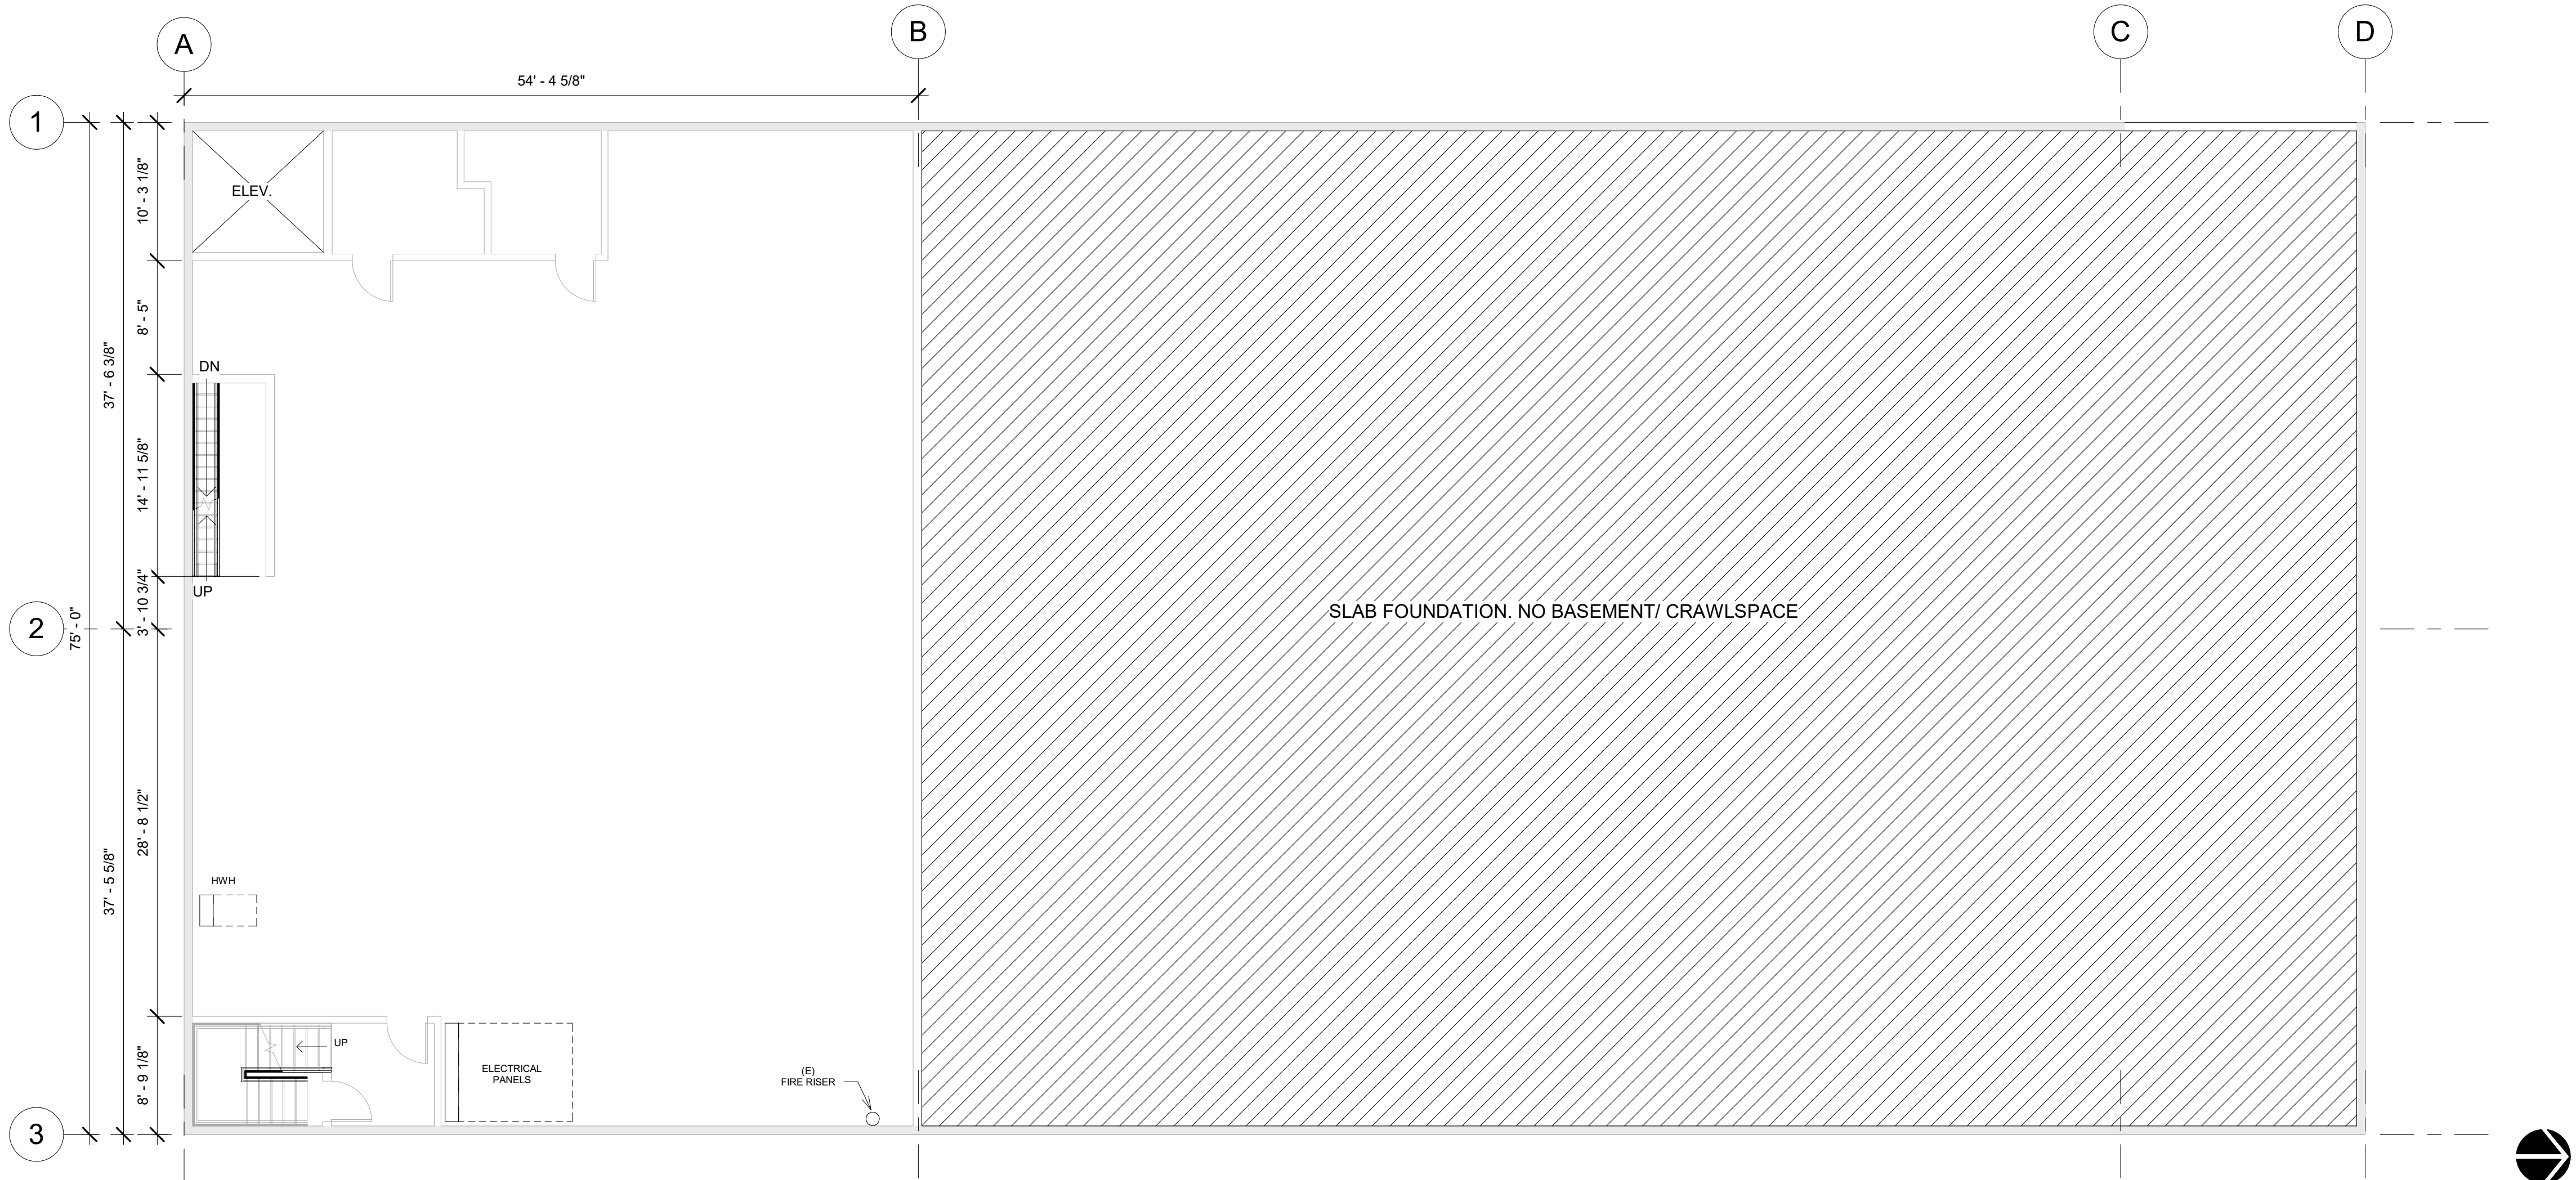 A
B
C
D
54' - 4 5/8"
1
10' - 3 1/8"
ELEV.
8' - 5"
37' - 6 3/8"
DN
14' - 11 5/8"
UP
3' - 10 3/4"
2
75' - 0"
SLAB FOUNDATION. NO BASEMENT/ CRAWLSPACE
28' - 8 1/2"
37' - 5 5/8"
HWH
UP
8' - 9 1/8"
ELECTRICAL
PANELS
(E)
FIRE RISER
3